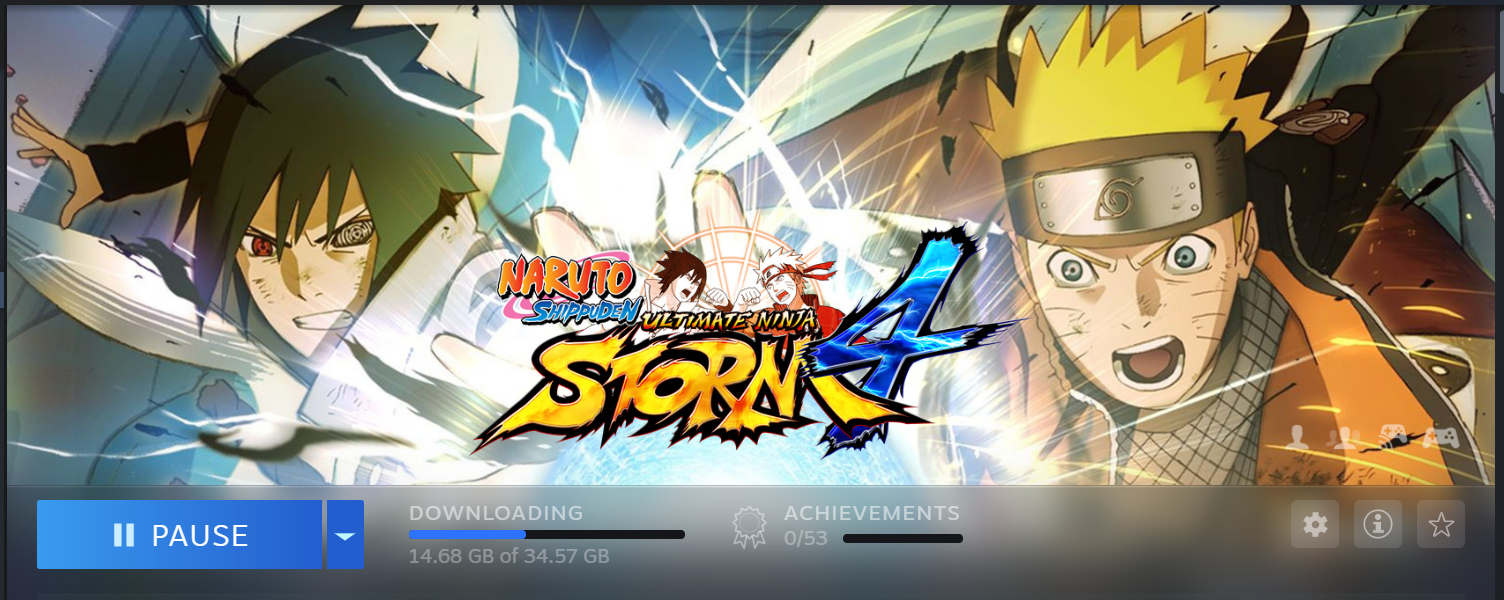 NARUTO
SHIPPUDEN
ULTIMATE NINJA
STORM 4
PAUSE
DOWNLOADING
14.68 GB of 34.57 GB
ACHIEVEMENTS
0/53